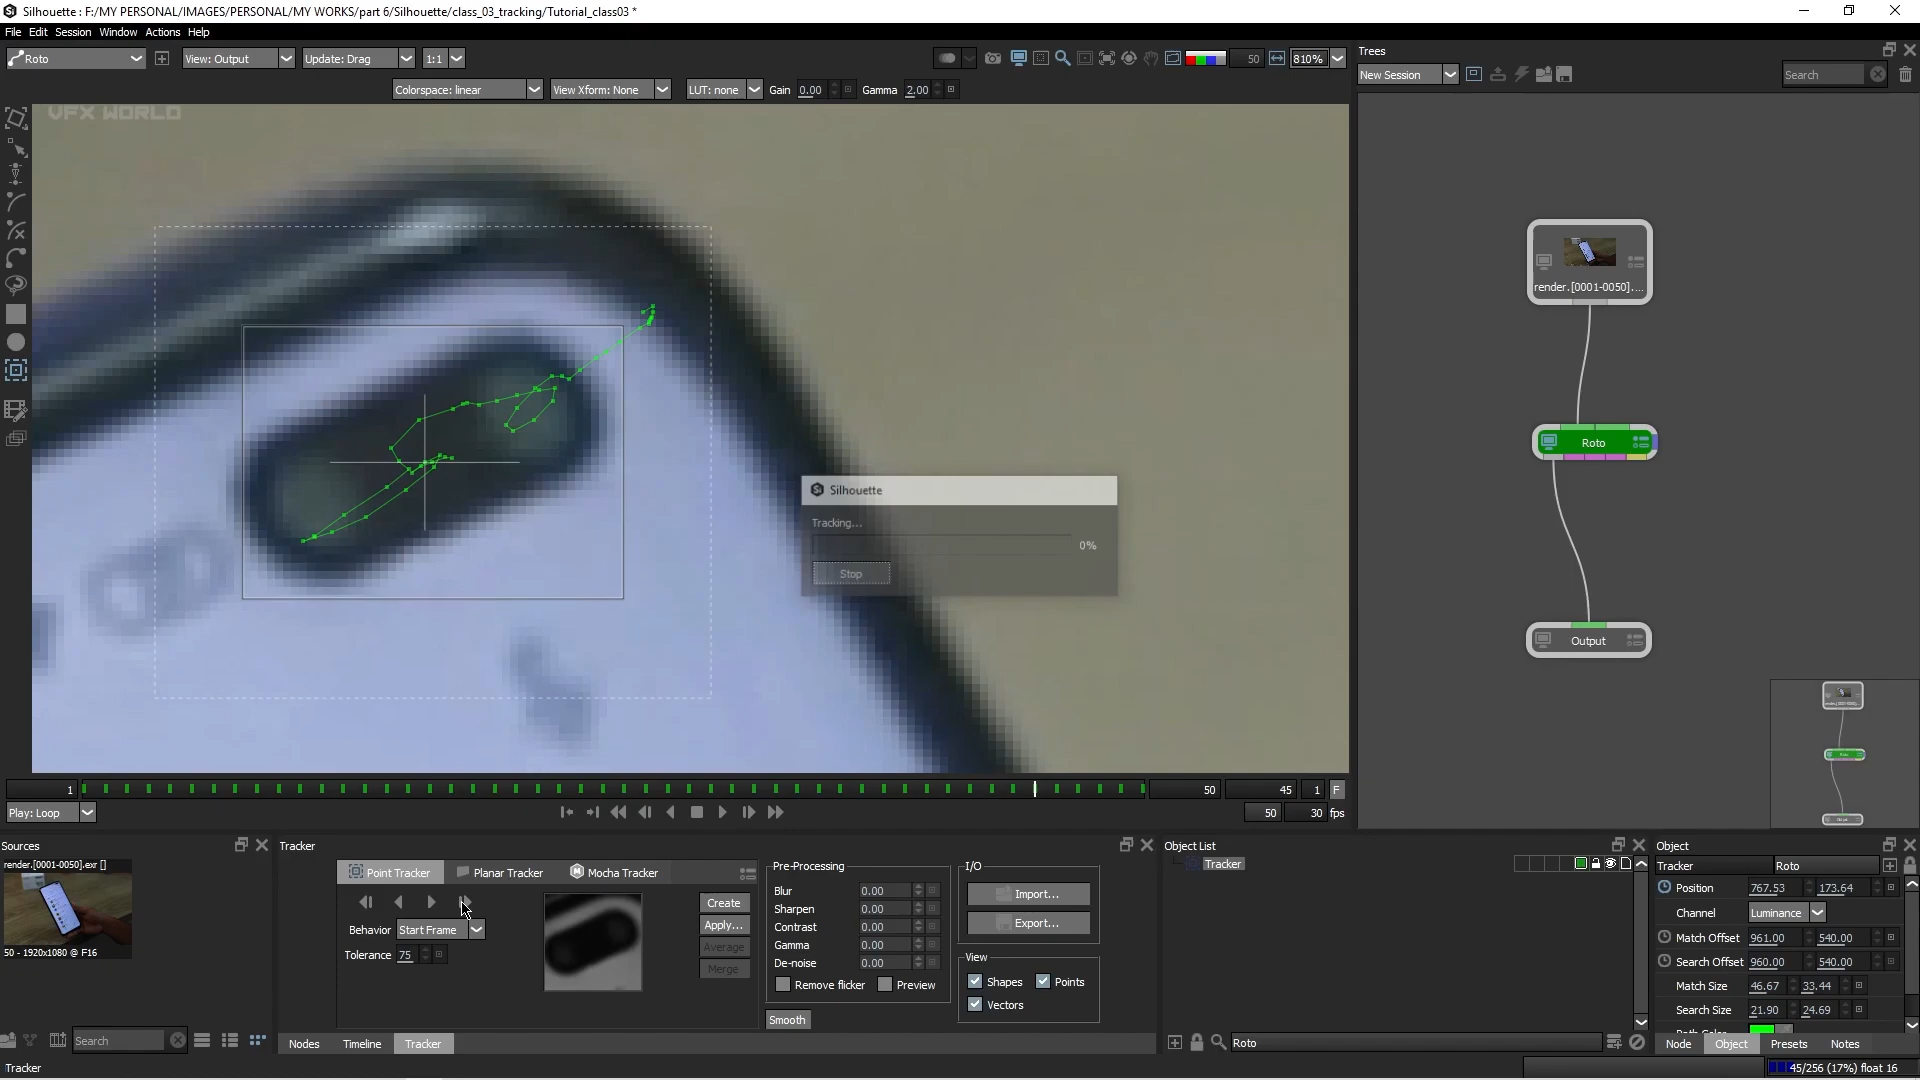 Silhouette : F:/MY PERSONAL/IMAGES/PERSONAL/MY WORKS/part 6/Silhouette/class_03_tracking/Tutorial_class03 *
File Edit Session Window Actions Help
Roto View: Output Update: Drag 1:1 50 810%
Colorspace: linear View Xform: None LUT: none Gain 0.00 Gamma 2.00
VFX WORLD
Trees
New Session Search
render.[0001-0050]....
Roto
Output
Silhouette
Tracking...
0%
Stop
1 50 45 1 F
Play: Loop 50 30 fps
Sources
render.[0001-0050].exr []
50 - 1920x1080 @ F16
Search
Tracker
Point Tracker Planar Tracker Mocha Tracker
Behavior Start Frame
Tolerance 75
Create
Apply...
Average
Merge
Pre-Processing
Blur 0.00
Sharpen 0.00
Contrast 0.00
Gamma 0.00
De-noise 0.00
Remove flicker Preview
Smooth
I/O
Import...
Export...
View
Shapes Points
Vectors
Nodes Timeline Tracker
Object List
Tracker
Roto
Object
Tracker Roto
Position 767.53 173.64
Channel Luminance
Match Offset 961.00 540.00
Search Offset 960.00 540.00
Match Size 46.67 33.44
Search Size 21.90 24.69
Path Color
Node Object Presets Notes
Tracker
45/256 (17%) float 16